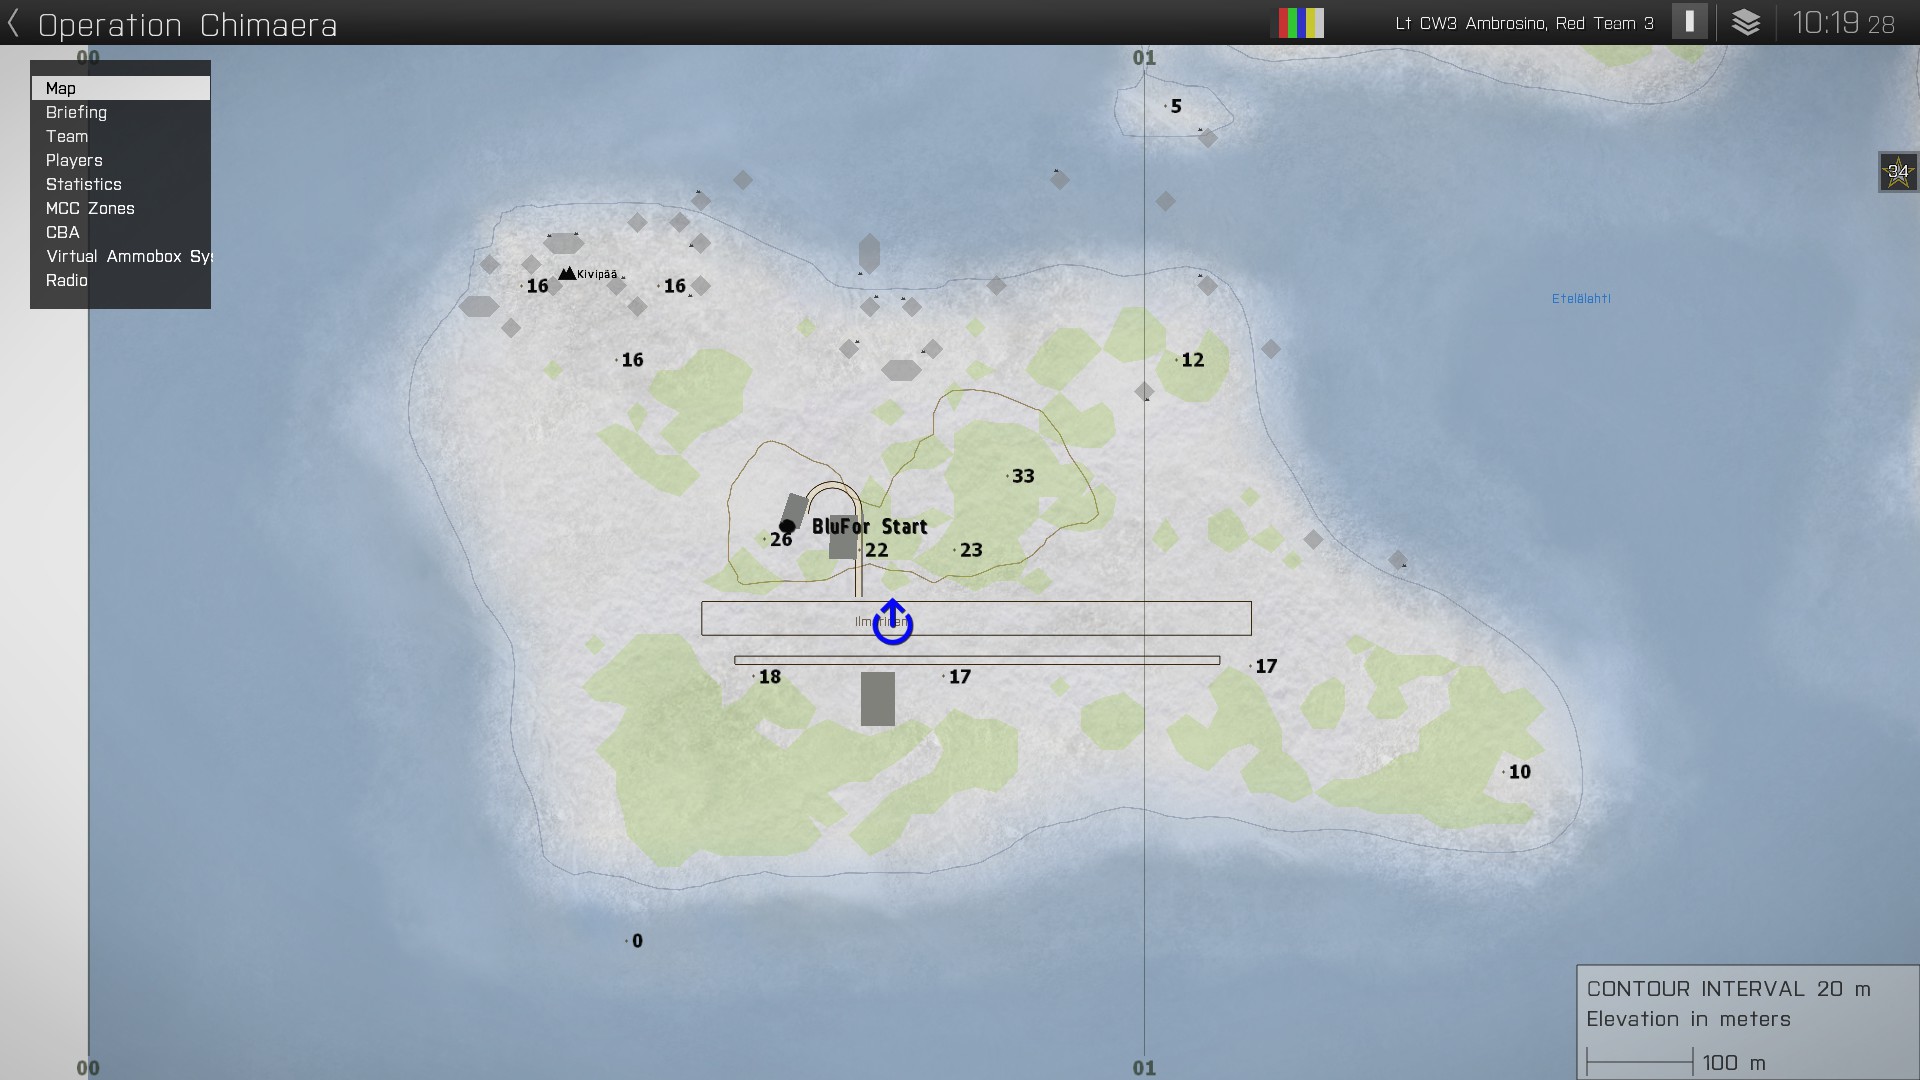 Operation Chimaera
Lt CW3 Ambrosino, Red Team 3
10:19 28
00
01
Map
Briefing
Team
Players
Statistics
MCC Zones
CBA
Virtual Ammobox Sys
Radio
5
34
Kivipää
16
16
Etelälahti
16
12
33
BluFor Start
26
22
23
17
18
17
10
0
CONTOUR INTERVAL 20 m
Elevation in meters
100 m
00
01